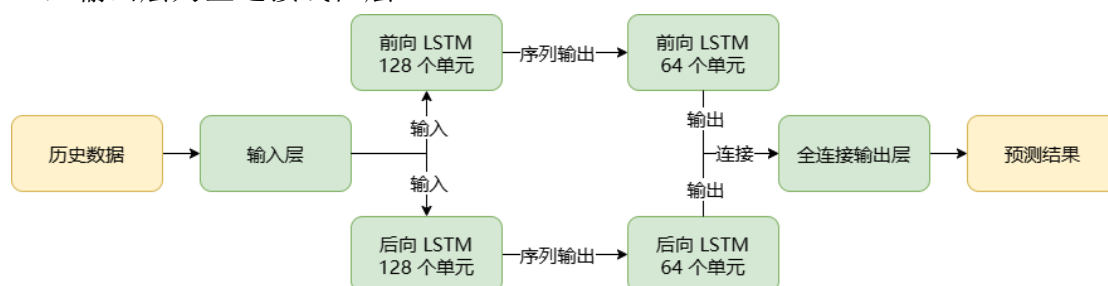 前向 LSTM
128 个单元
序列输出
前向 LSTM
64 个单元
输入
输出
历史数据
输入层
连接
全连接输出层
预测结果
输入
输出
后向 LSTM
128 个单元
序列输出
后向 LSTM
64 个单元